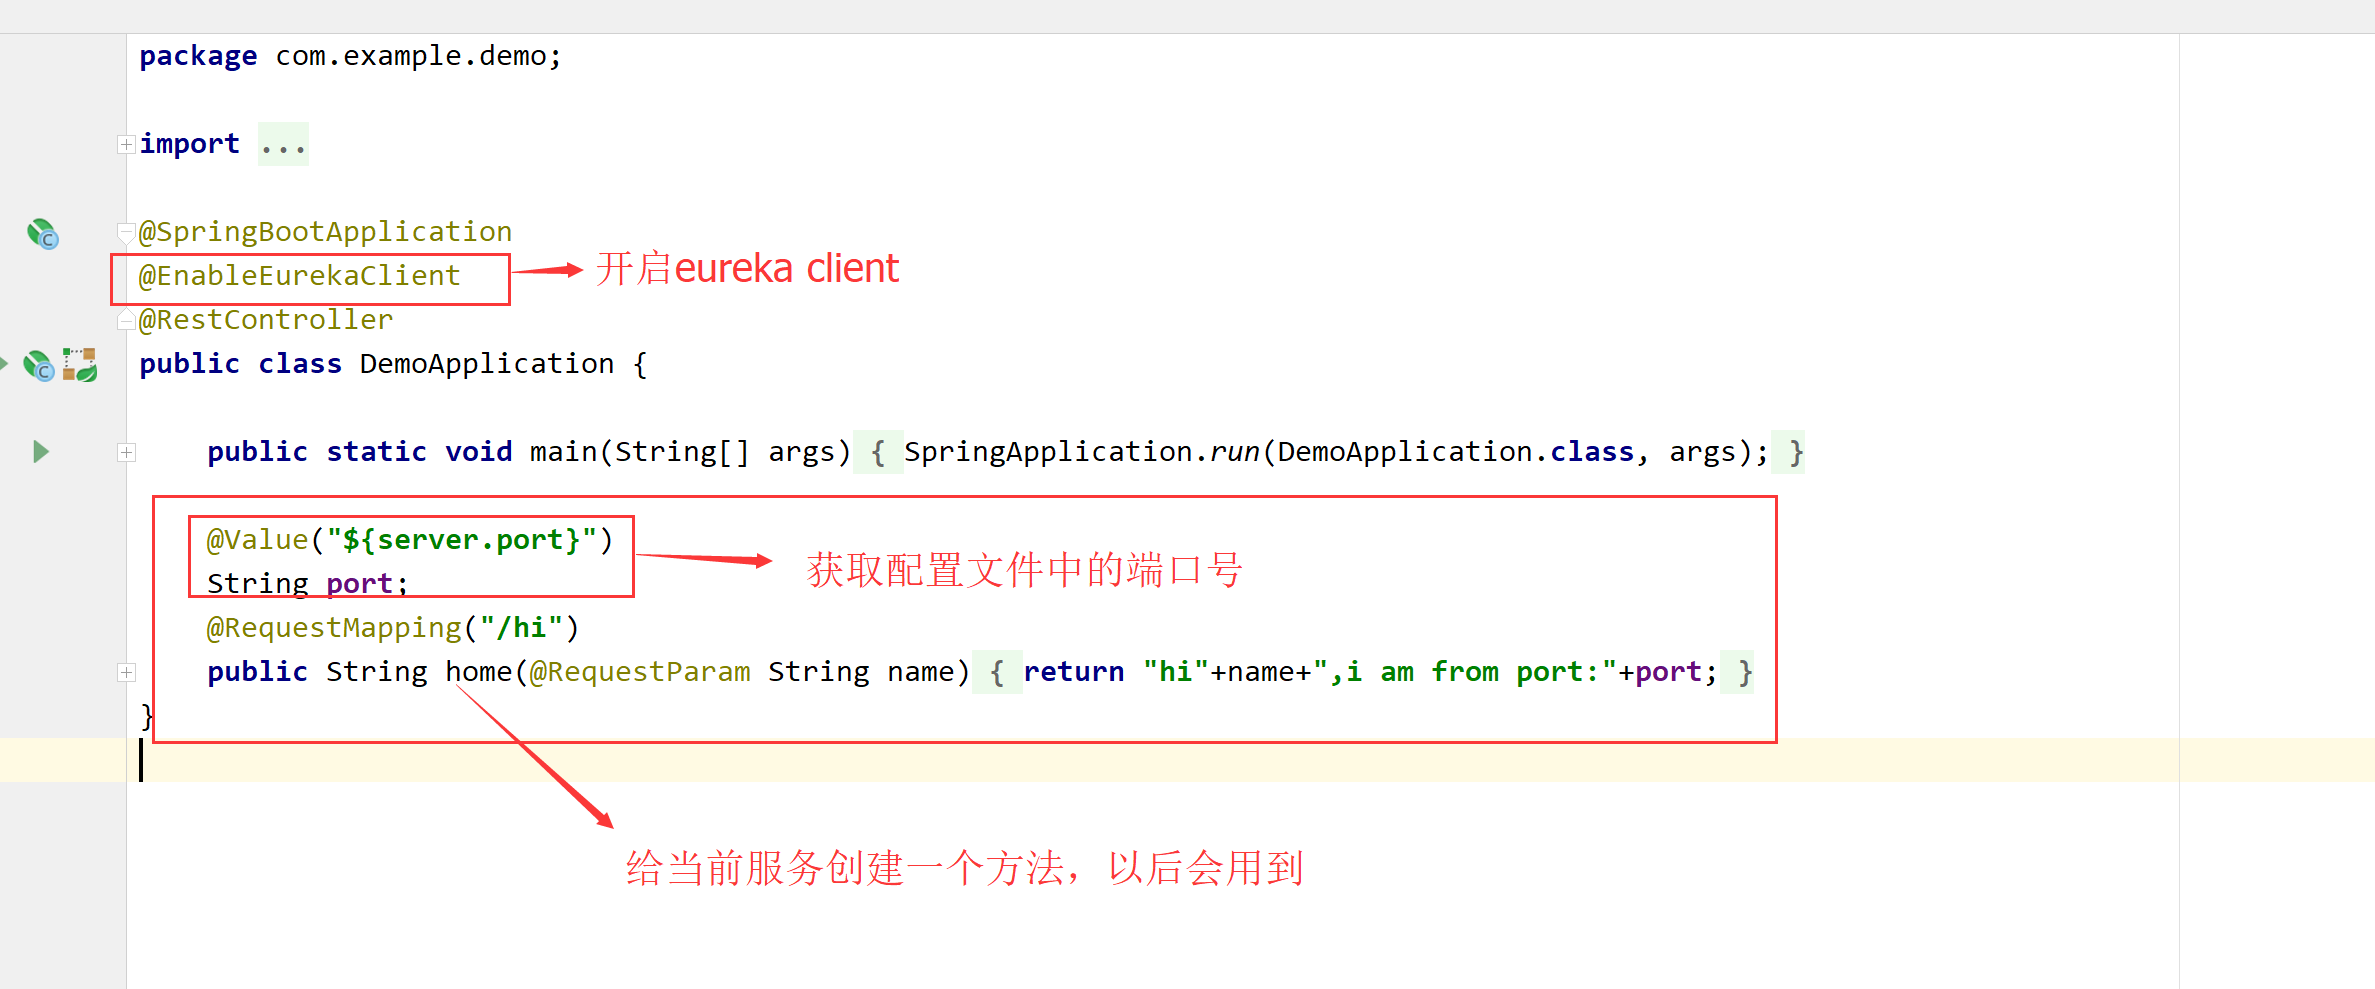 package com.example.demo;
import ...
@SpringBootApplication
@EnableEurekaClient
开启eureka client
@RestController
public class DemoApplication {
public static void main(String[] args) { SpringApplication.run(DemoApplication.class, args); }
@Value("${server.port}")
获取配置文件中的端口号
String port;
@RequestMapping("/hi")
public String home(@RequestParam String name) { return "hi"+name+",i am from port:"+port; }
}
给当前服务创建一个方法，以后会用到